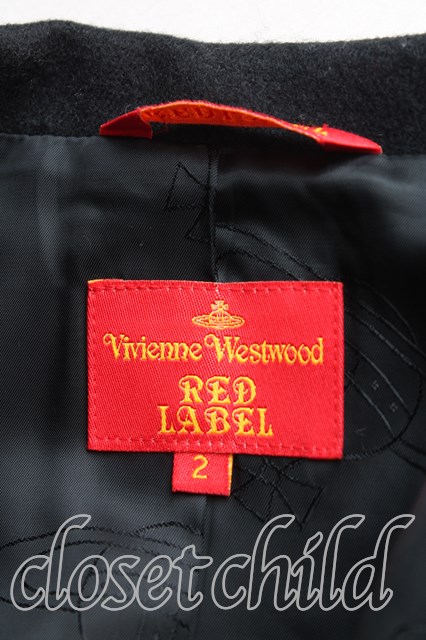 Vivienne Westwood
RED
LABEL
2
closet child